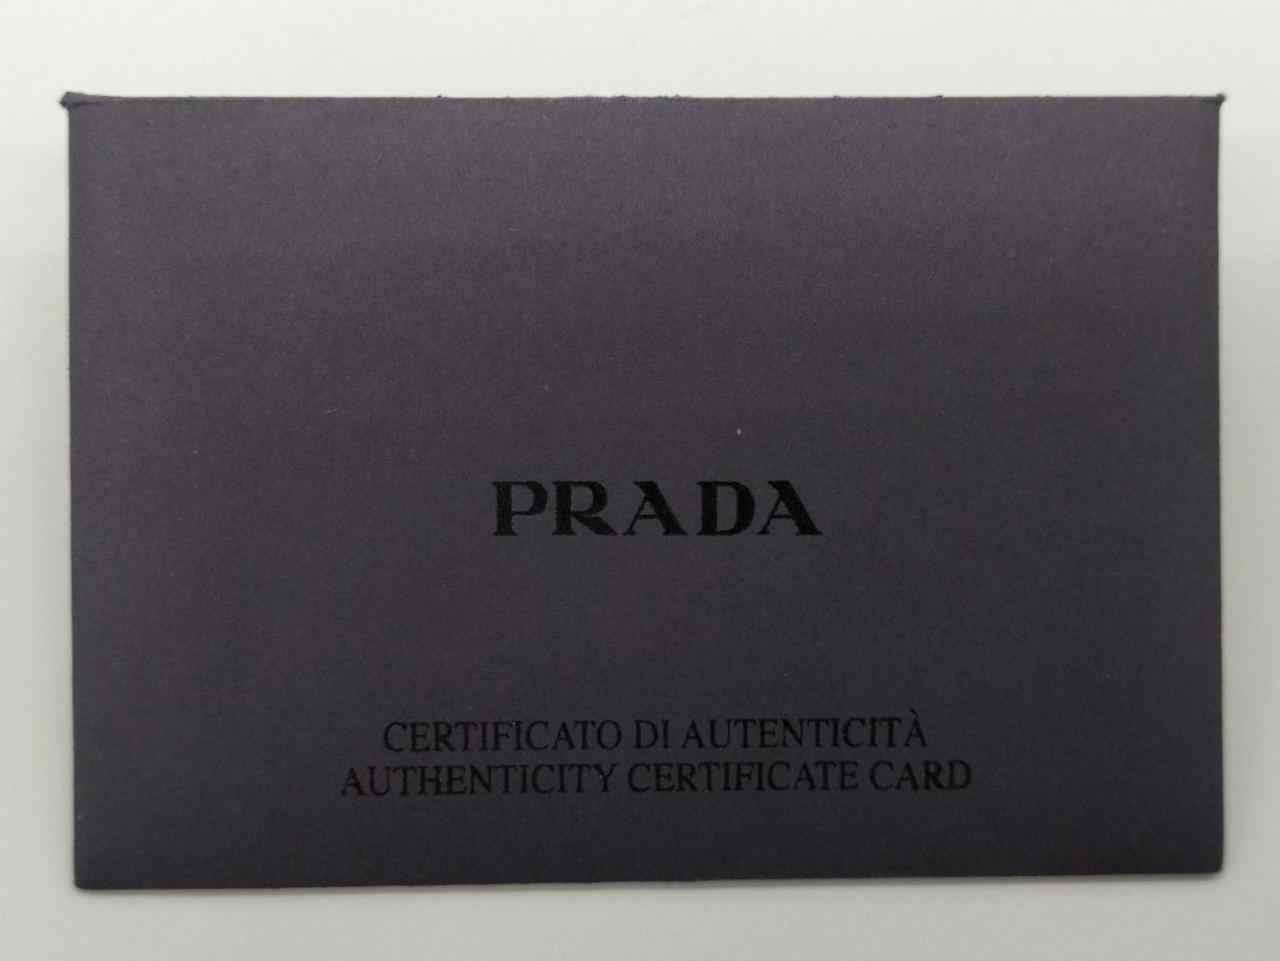 PRADA
CERTIFICATO DI AUTENTICITÀ
AUTHENTICITY CERTIFICATE CARD